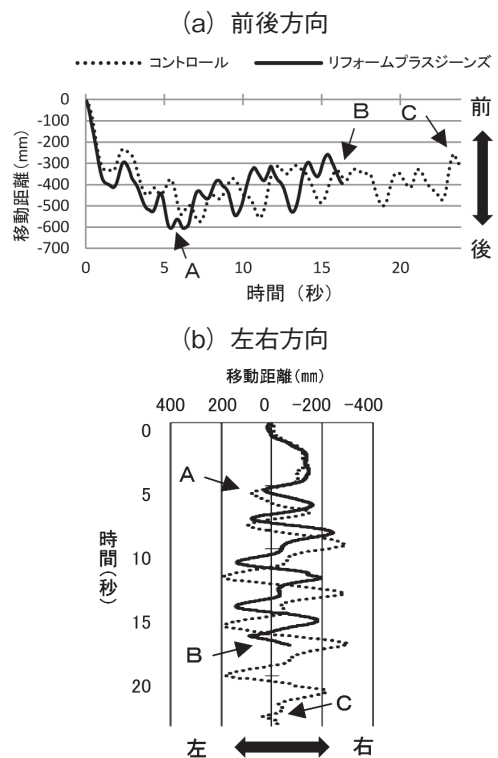 (a) 前後方向
コントロール リフォームプラスジーンズ
移動距離(mm)
0
-100
-200
-300
-400
-500
-600
-700
A
B
C
前
後
0 5 10 15 20
時間 (秒)
(b) 左右方向
移動距離(mm)
400 200 0 -200 -400
時間(秒)
0
5
10
15
20
A
B
C
左 右